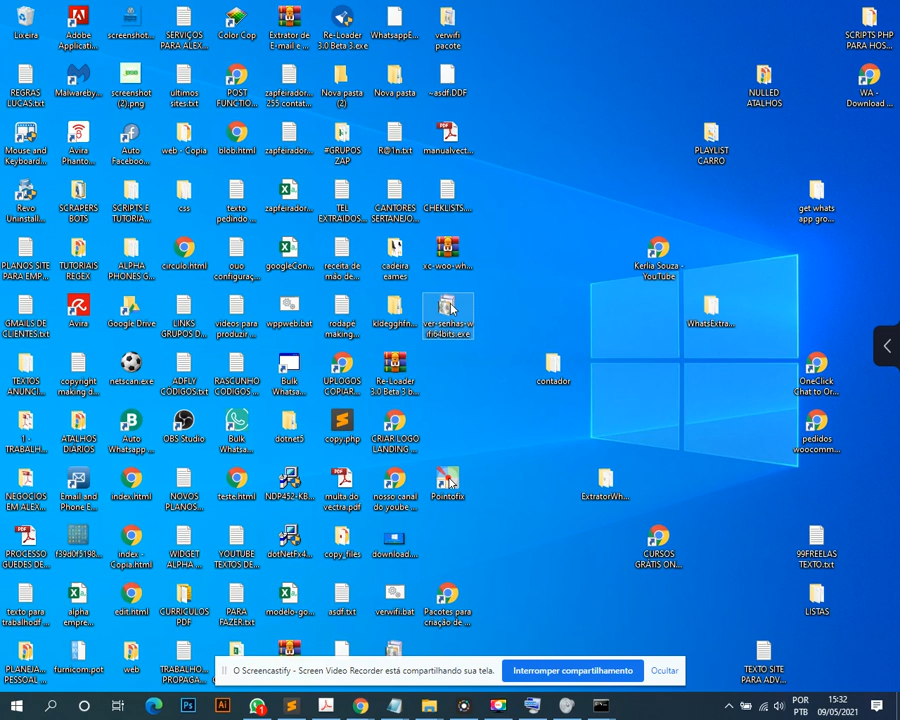 Lixeira
Adobe
Applicati...
screenshot...
SERVIÇOS
PARA ALEX...
Color Cop
Extrator de
E-mail e ...
Re-Loader
3.0 Beta 3.exe
WhatsappE...
verwifi
pacote
SCRIPTS PHP
PARA HOS...
REGRAS
LUCAS.txt
Malwareby...
screenshot
(2).png
ultimos
sites.txt
POST
FUNCTIO...
zapfeirador...
255 contat...
Nova pasta
(2)
Nova pasta
~asdf.DDF
NULLED
ATALHOS
WA -
Download ...
Mouse and
Keyboard...
Avira
Phanto...
Auto
Faceboo...
web - Copia
blob.html
zapfeirador...
#GRUPOS
ZAP
R@1n.txt
manualvect...
PLAYLIST
CARRO
Revo
Uninstall...
SCRAPERS
BOTS
SCRIPTS E
TUTORIA...
css
texto
pedindo ...
zapfeirador...
TEL
EXTRAIDOS...
CANTORES
SERTANEJO...
CHEKLISTS...
get whats
app gro...
PLANOS SITE
PARA EMP...
TUTORIAIS
REGEX
ALPHA
PHONES G...
circulo.html
ouo
configuraç...
googleCon...
receita de
mão de...
cadeira
eames
xc-woo-wh...
Kerlia Souza -
YouTube
GMAILS DE
CLIENTES.txt
Avira
Google Drive
LINKS
GRUPOS D...
videos para
produzir ...
wppweb.bat
rodapé
making...
kldegghfn...
ver-senhas-w
ifi64bits.exe
WhatsExtra...
TEXTOS
ANUNCI...
copyright
making d...
netscan.exe
ADFLY
CODIGOS.txt
RASCUNHO
CODIGOS...
Bulk
Whatsa...
UPLOGOS
COPIAR...
Re-Loader
3.0 Beta 3 b...
contador
OneClick
Chat to Or...
1 -
TRABALH...
ATALHOS
DIARIOS
Auto
Whatsapp ...
OBS Studio
Bulk
Whatsa...
dotnet5
copy.php
CRIAR LOGO
LANDING ...
pedidos
woocomm...
NEGOCIOS
EM ALEX...
Email and
Phone E...
index.html
NOVOS
PLANOS...
teste.html
NDP452-KB...
multa do
vectra.pdf
nosso canal
do yoube...
Pointofix
ExtratorWh...
PROCESSO
GUEDES DE...
f39d0f5198...
index -
Copia.html
WIDGET
ALPHA ...
YOUTUBE
TEXTOS DE...
dotNetFx4...
copy_files
download....
CURSOS
GRATIS ON...
99FREELAS
TEXTO.txt
texto para
trabalhodf...
alpha
empre...
edit.html
CURRICULOS
PDF
PARA
FAZER.txt
modelo-go...
asdf.txt
verwifi.bat
Pacotes para
criação de ...
LISTAS
PLANEJA...
PESSOAL ...
furnicom.pot
web
TRABALHO...
PROPAGA...
TEXTO SITE
PARA ADV...
O Screencastify - Screen Video Recorder está compartilhando sua tela.
Interromper compartilhamento
Ocultar
POR
PTB
15:32
09/05/2021